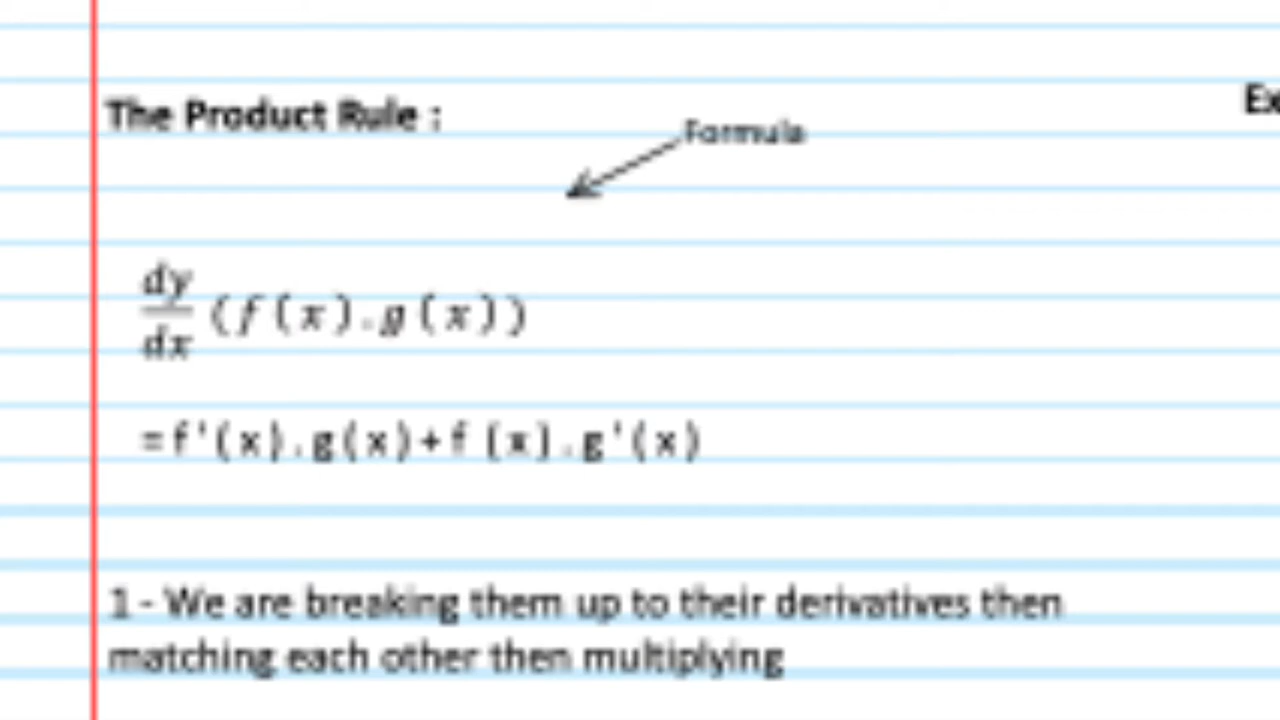 The Product Rule :
Ex
Formula
dy
dx (f(x).g(x))
=f'(x).g(x)+f(x).g'(x)
1 - We are breaking them up to their derivatives then
matching each other then multiplying